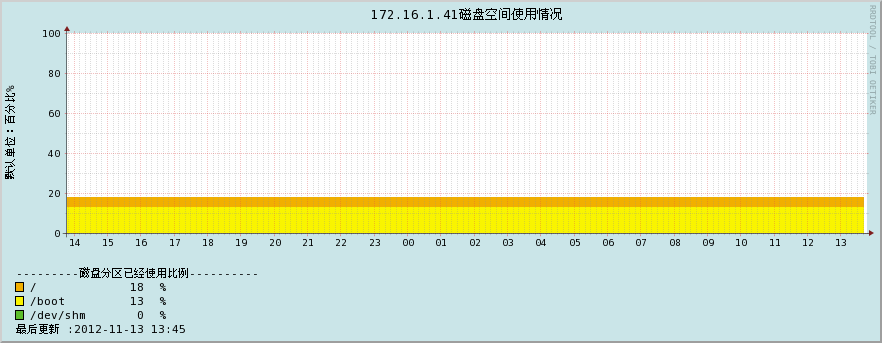 172.16.1.41磁盘空间使用情况
RRDTOOL / TOBI OETIKER
默认单位：百分比%
100
80
60
40
20
0
14 15 16 17 18 19 20 21 22 23 00 01 02 03 04 05 06 07 08 09 10 11 12 13
---------磁盘分区已经使用比例----------
/ 18 %
/boot 13 %
/dev/shm 0 %
最后更新 :2012-11-13 13:45